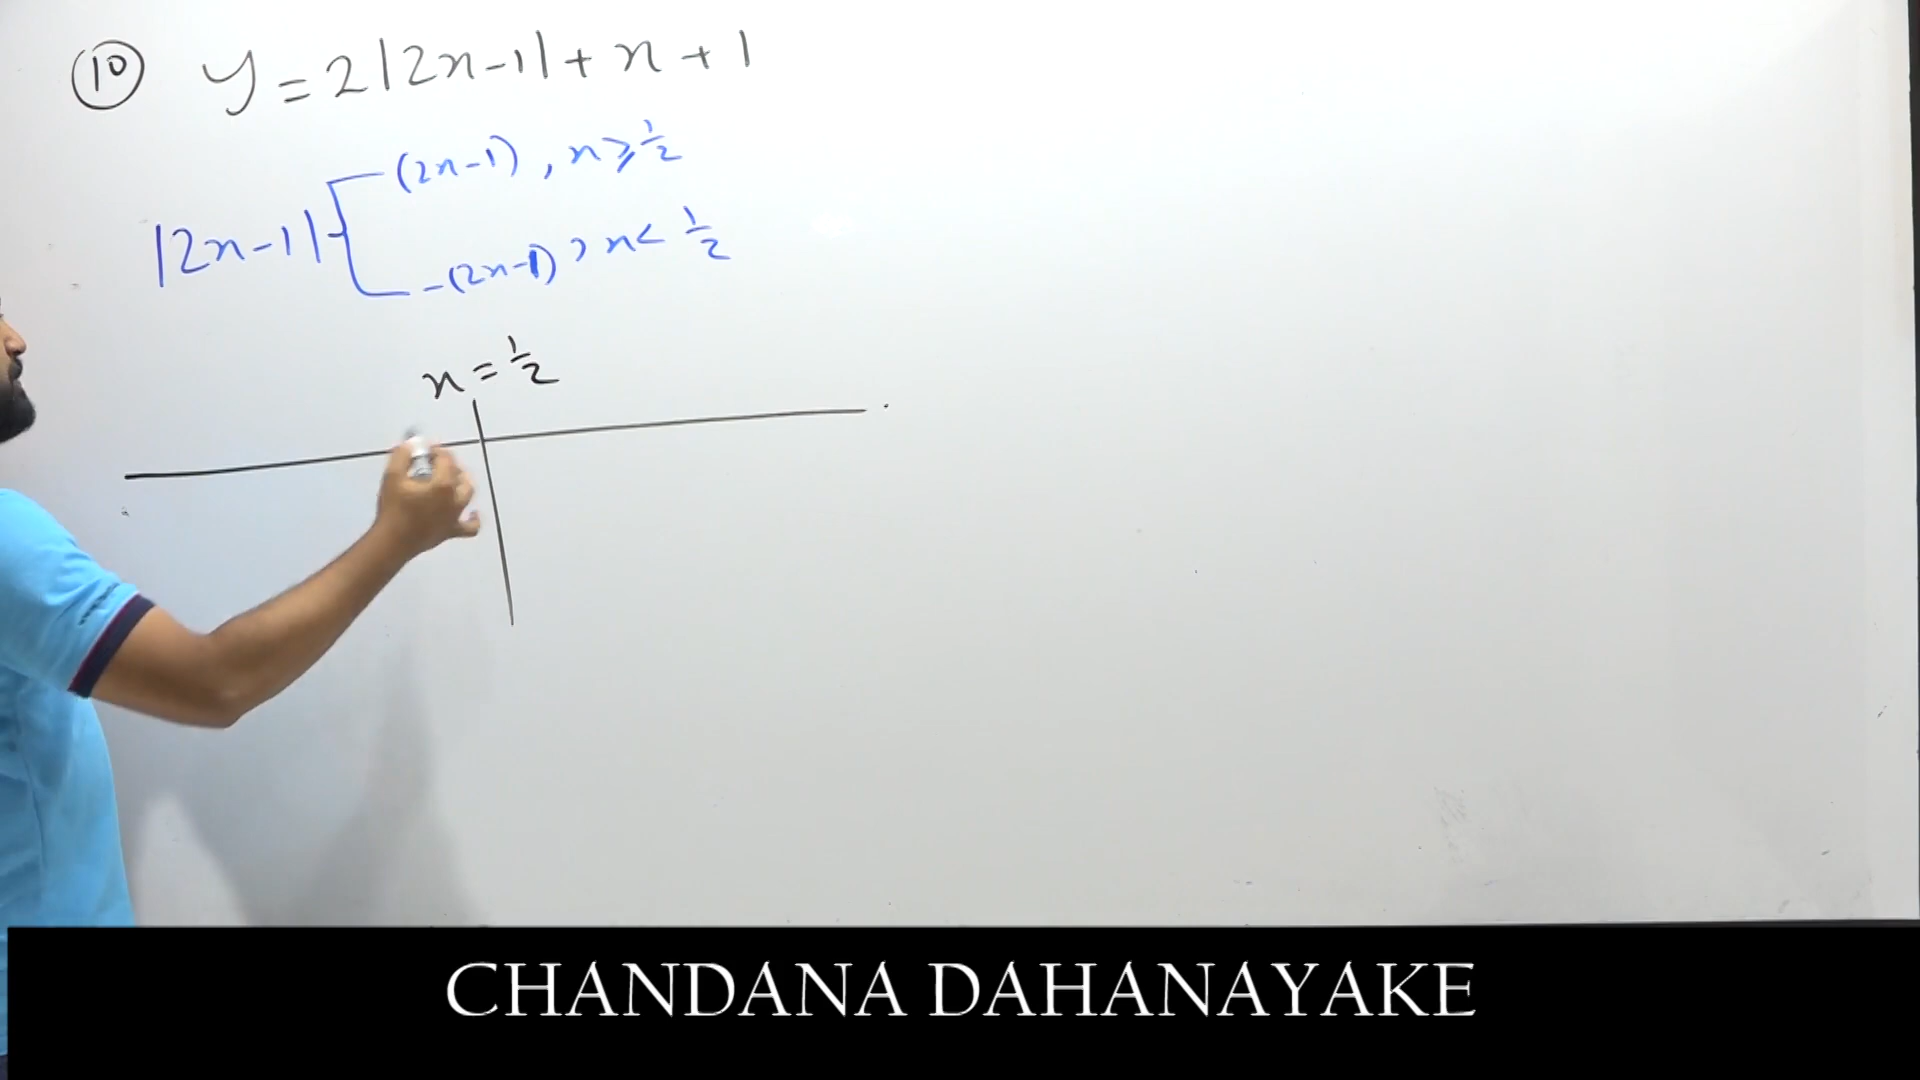 ⑩ y = 2|2x-1| + x + 1
(2x-1), x ≥ 1/2
|2x-1|
-(2x-1), x < 1/2
x = 1/2
CHANDANA DAHANAYAKE